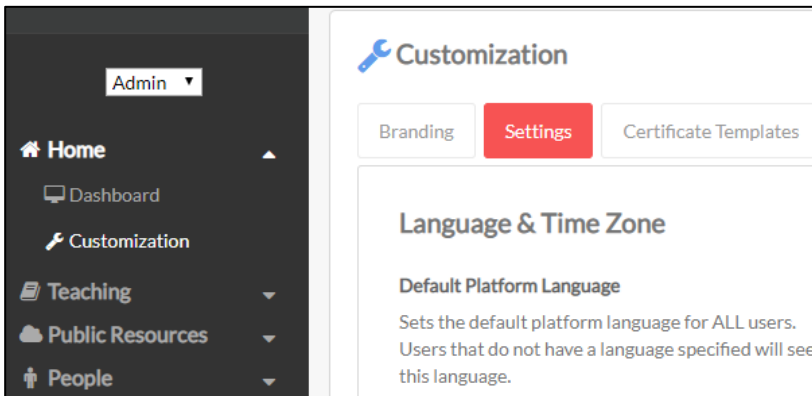 Admin
Home
Dashboard
Customization
Teaching
Public Resources
People
Customization
Branding
Settings
Certificate Templates
Language & Time Zone
Default Platform Language
Sets the default platform language for ALL users.
Users that do not have a language specified will see
this language.